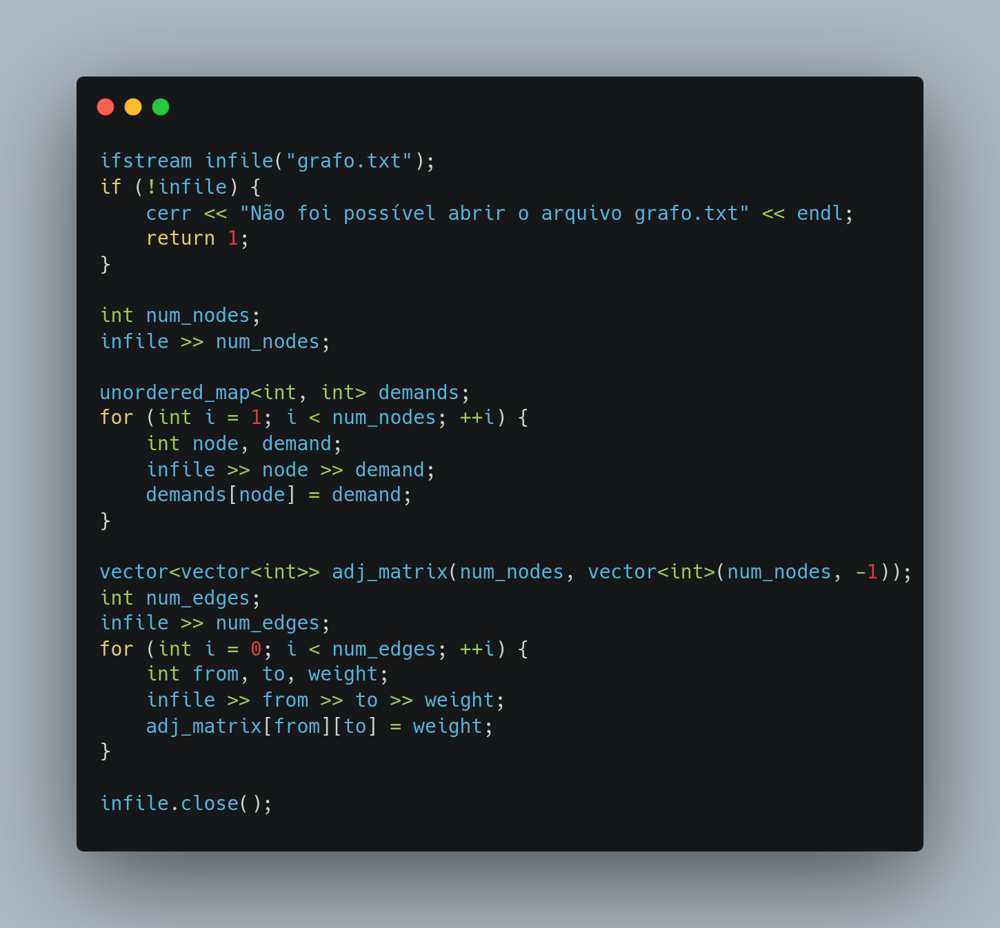 ifstream infile("grafo.txt");
if (!infile) {
    cerr << "Não foi possível abrir o arquivo grafo.txt" << endl;
    return 1;
}

int num_nodes;
infile >> num_nodes;

unordered_map<int, int> demands;
for (int i = 1; i < num_nodes; ++i) {
    int node, demand;
    infile >> node >> demand;
    demands[node] = demand;
}

vector<vector<int>> adj_matrix(num_nodes, vector<int>(num_nodes, -1));
int num_edges;
infile >> num_edges;
for (int i = 0; i < num_edges; ++i) {
    int from, to, weight;
    infile >> from >> to >> weight;
    adj_matrix[from][to] = weight;
}

infile.close();